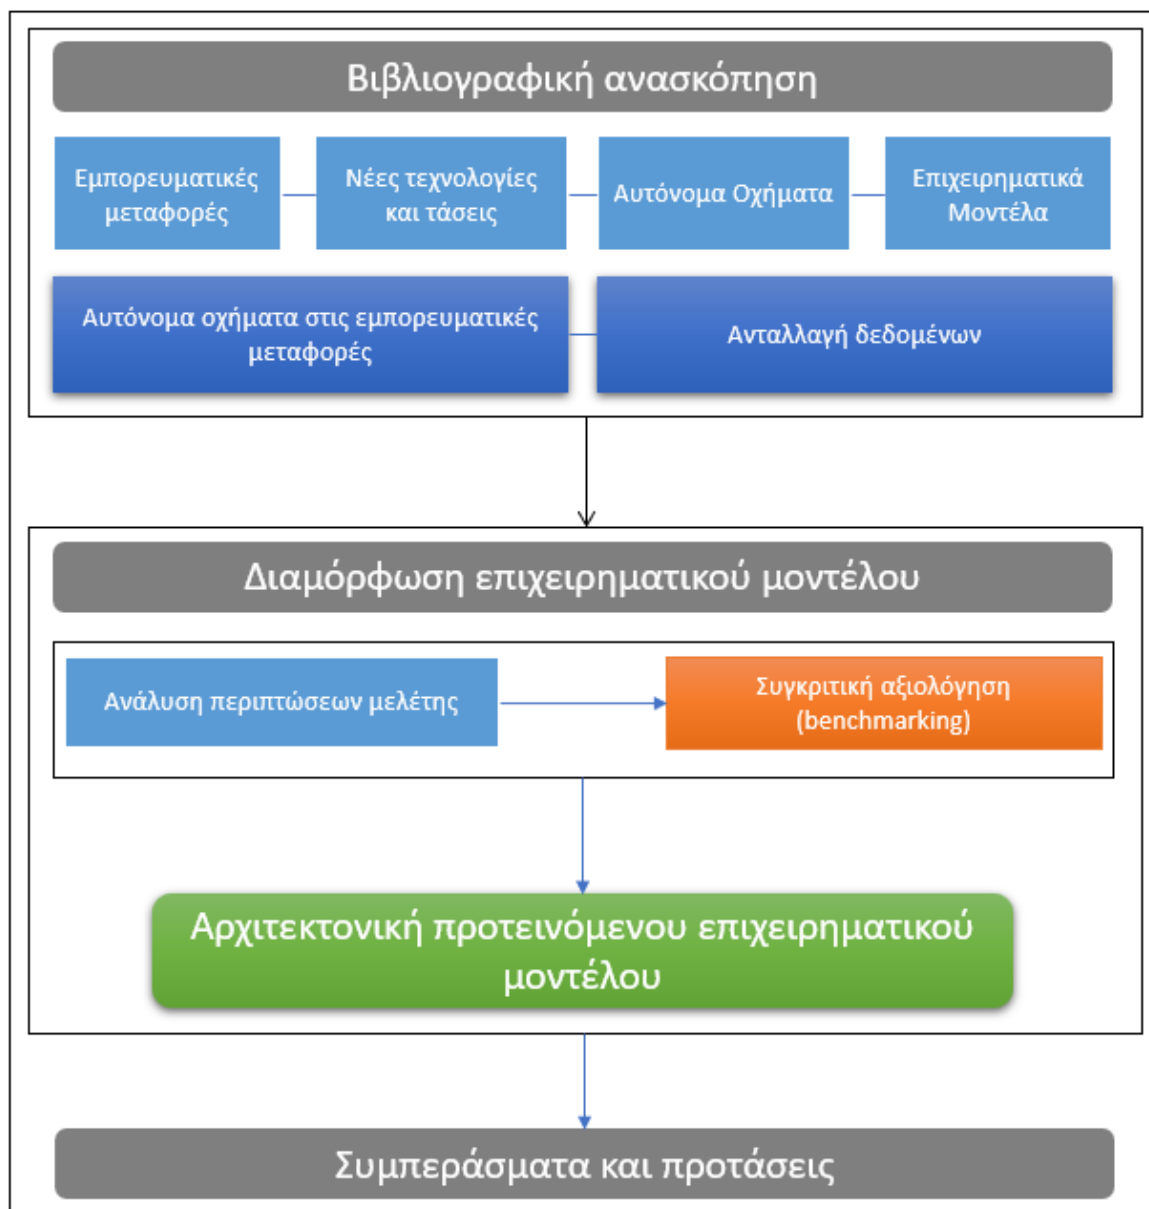 Βιβλιογραφική ανασκόπηση
Εμπορευματικές
μεταφορές
Νέες τεχνολογίες
και τάσεις
Αυτόνομα Οχήματα
Επιχειρηματικά
Μοντέλα
Αυτόνομα οχήματα στις εμπορευματικές
μεταφορές
Ανταλλαγή δεδομένων
Διαμόρφωση επιχειρηματικού μοντέλου
Ανάλυση περιπτώσεων μελέτης
Συγκριτική αξιολόγηση
(benchmarking)
Αρχιτεκτονική προτεινόμενου επιχειρηματικού
μοντέλου
Συμπεράσματα και προτάσεις